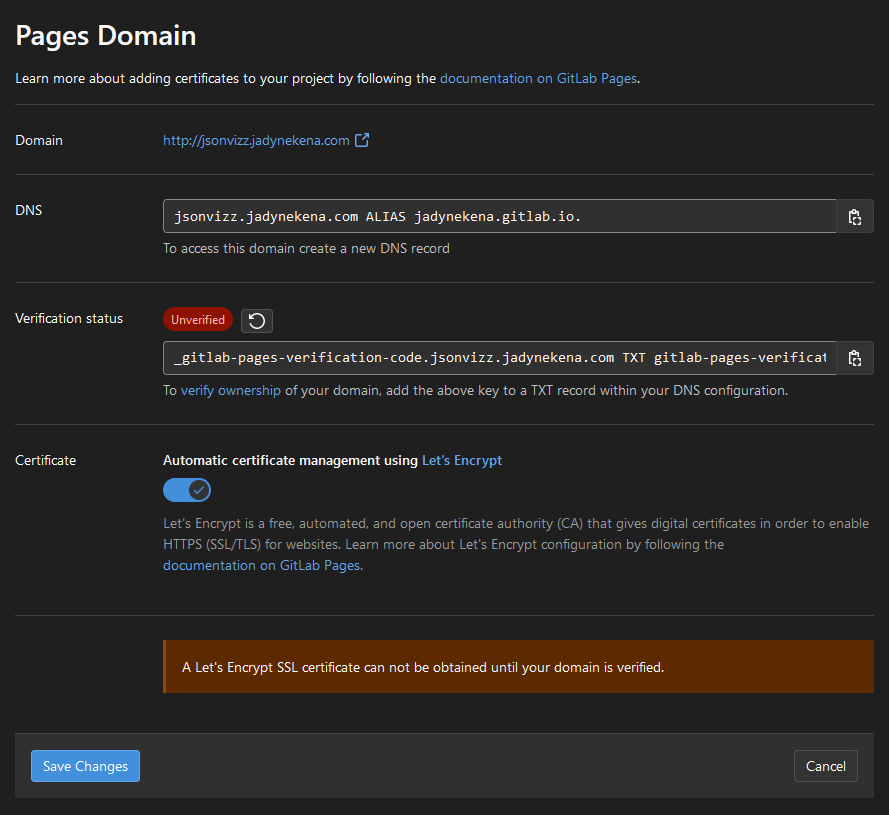 Pages Domain
Learn more about adding certificates to your project by following the documentation on GitLab Pages.
Domain
http://jsonvizz.jadynekena.com
DNS
jsonvizz.jadynekena.com ALIAS jadynekena.gitlab.io.
To access this domain create a new DNS record
Verification status
Unverified
_gitlab-pages-verification-code.jsonvizz.jadynekena.com TXT gitlab-pages-verificat
To verify ownership of your domain, add the above key to a TXT record within your DNS configuration.
Certificate
Automatic certificate management using Let's Encrypt
Let's Encrypt is a free, automated, and open certificate authority (CA) that gives digital certificates in order to enable
HTTPS (SSL/TLS) for websites. Learn more about Let's Encrypt configuration by following the
documentation on GitLab Pages.
A Let's Encrypt SSL certificate can not be obtained until your domain is verified.
Save Changes
Cancel